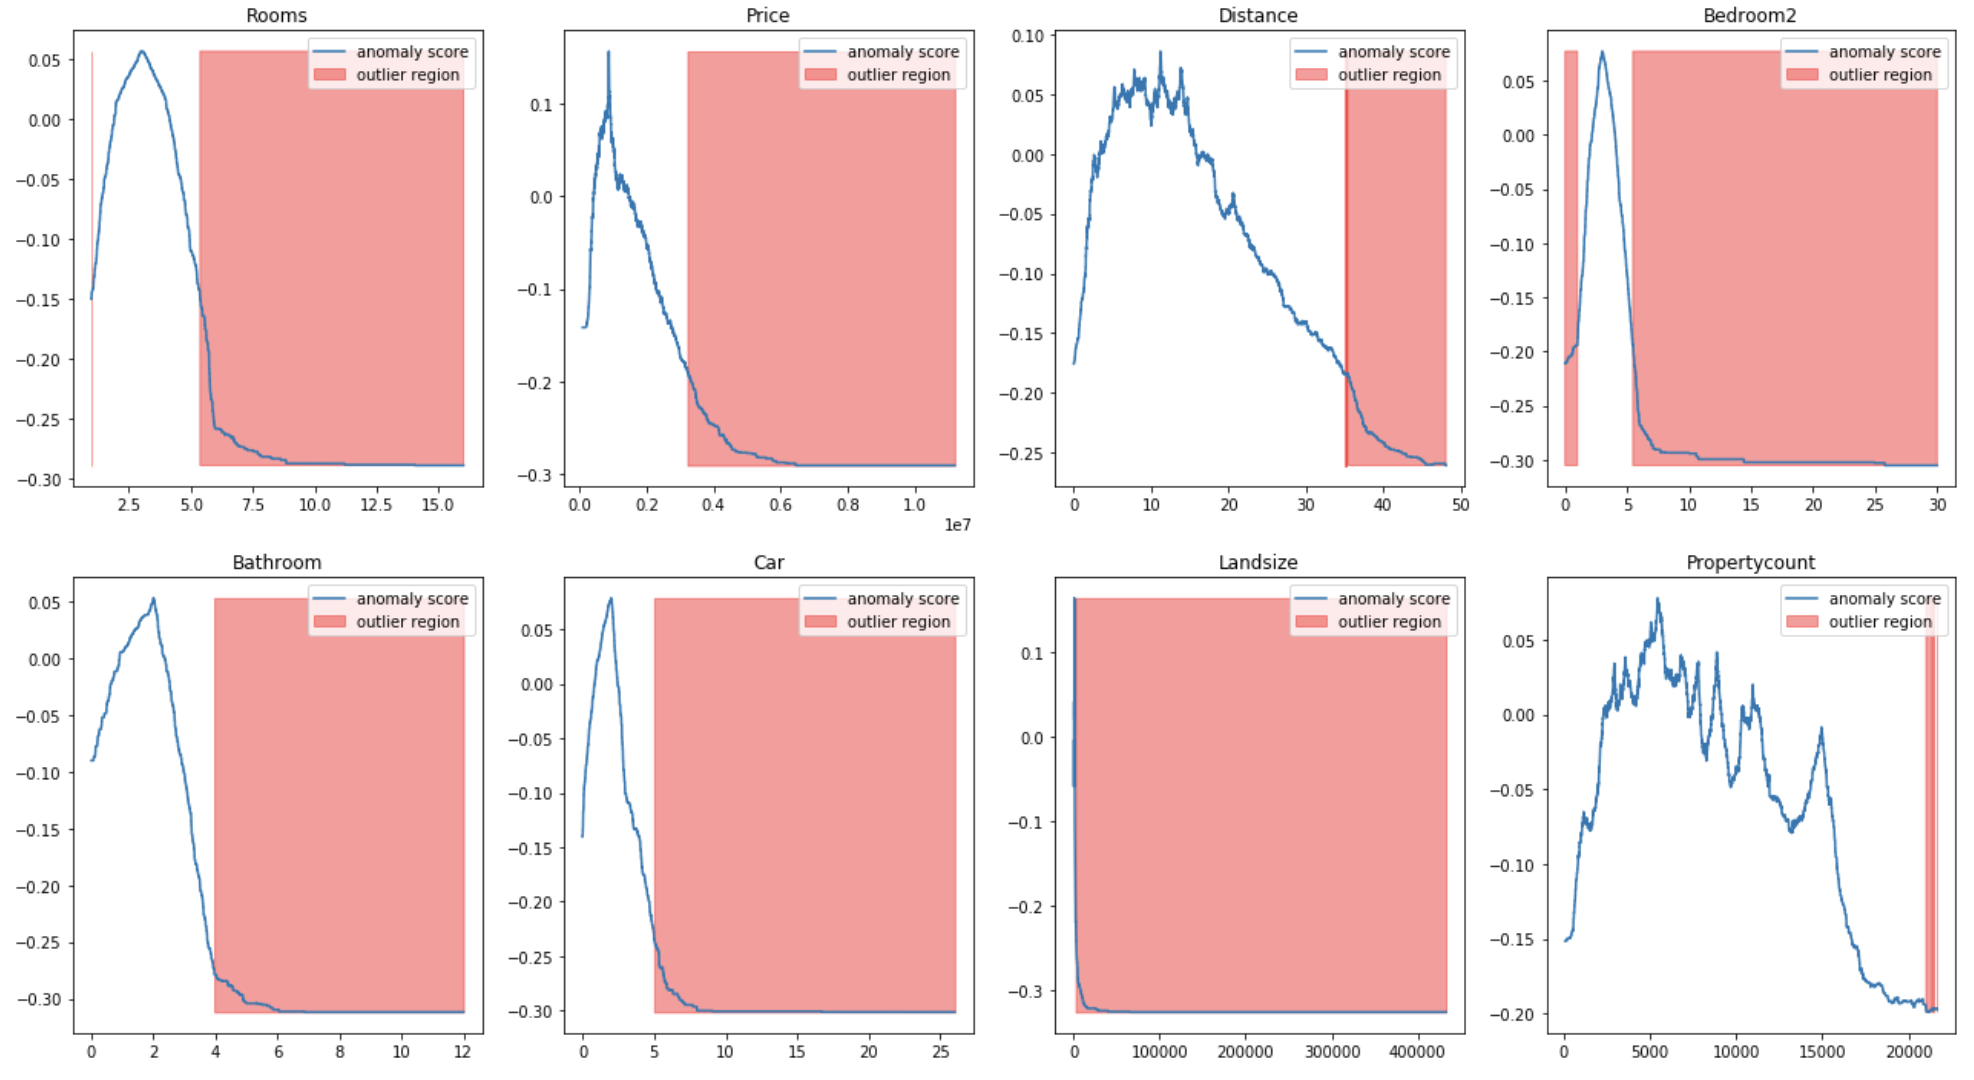 Rooms
anomaly score
outlier region
0.05
0.00
−0.05
−0.10
−0.15
−0.20
−0.25
−0.30
2.5 5.0 7.5 10.0 12.5 15.0
Price
anomaly score
outlier region
0.1
0.0
−0.1
−0.2
−0.3
0.0 0.2 0.4 0.6 0.8 1.0
1e7
Distance
anomaly score
outlier region
0.10
0.05
0.00
−0.05
−0.10
−0.15
−0.20
−0.25
0 10 20 30 40 50
Bedroom2
anomaly score
outlier region
0.05
0.00
−0.05
−0.10
−0.15
−0.20
−0.25
−0.30
0 5 10 15 20 25 30
Bathroom
anomaly score
outlier region
0.05
0.00
−0.05
−0.10
−0.15
−0.20
−0.25
−0.30
0 2 4 6 8 10 12
Car
anomaly score
outlier region
0.05
0.00
−0.05
−0.10
−0.15
−0.20
−0.25
−0.30
0 5 10 15 20 25
Landsize
anomaly score
outlier region
0.1
0.0
−0.1
−0.2
−0.3
0 100000 200000 300000 400000
Propertycount
anomaly score
outlier region
0.05
0.00
−0.05
−0.10
−0.15
−0.20
0 5000 10000 15000 20000